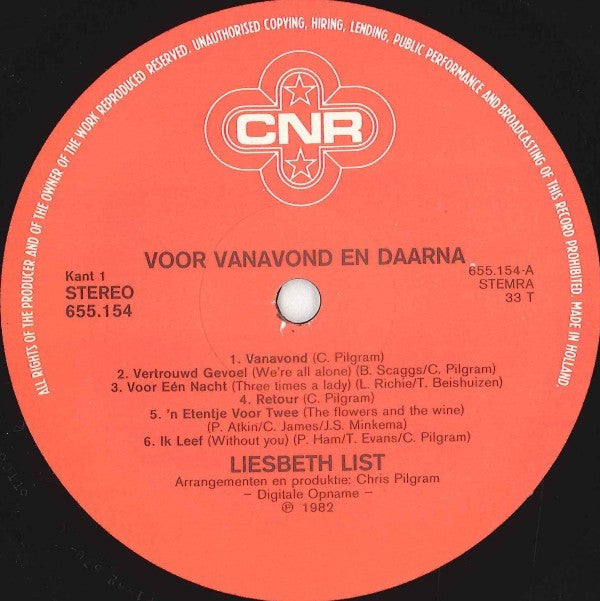 ALL RIGHTS OF THE PRODUCER AND OF THE OWNER OF THE WORK REPRODUCED RESERVED. UNAUTHORISED COPYING, HIRING, LENDING, PUBLIC PERFORMANCE AND BROADCASTING OF THIS RECORD PROHIBITED. MADE IN HOLLAND.
CNR
VOOR VANAVOND EN DAARNA
Kant 1
STEREO
655.154
655.154-A
STEMRA
33 T
1. Vanavond (C. Pilgram)
2. Vertrouwd Gevoel (We're all alone) (B. Scaggs/C. Pilgram)
3. Voor Eén Nacht (Three times a lady) (L. Richie/T. Beishuizen)
4. Retour (C. Pilgram)
5. 'n Etentje Voor Twee (The flowers and the wine)
(P. Atkin/C. James/J.S. Minkema)
6. Ik Leef (Without you) (P. Ham/T. Evans/C. Pilgram)
LIESBETH LIST
Arrangementen en produktie: Chris Pilgram
– Digitale Opname –
℗ 1982